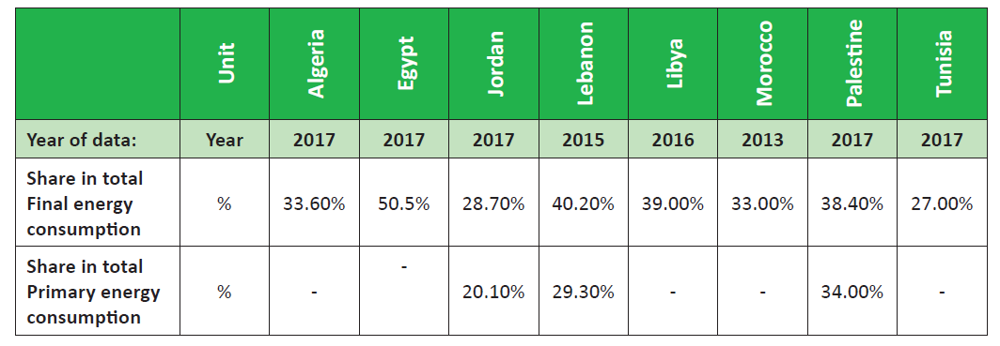 Unit Algeria Egypt Jordan Lebanon Libya Morocco Palestine Tunisia
Year of data: Year 2017 2017 2017 2015 2016 2013 2017 2017
Share in total
Final energy
consumption
% 33.60% 50.5% 28.70% 40.20% 39.00% 33.00% 38.40% 27.00%
Share in total
Primary energy
consumption
% - - 20.10% 29.30% - - 34.00% -